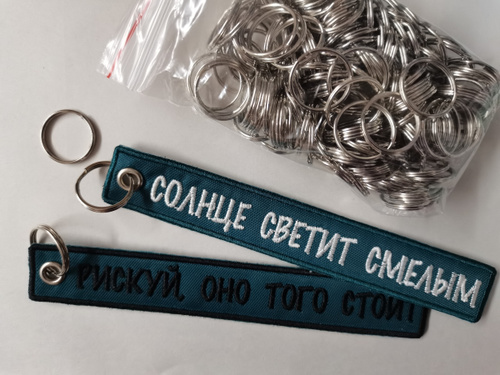 СОЛНЦЕ СВЕТИТ СМЕЛЫМ
РИСКУЙ, ОНО ТОГО СТОИТ